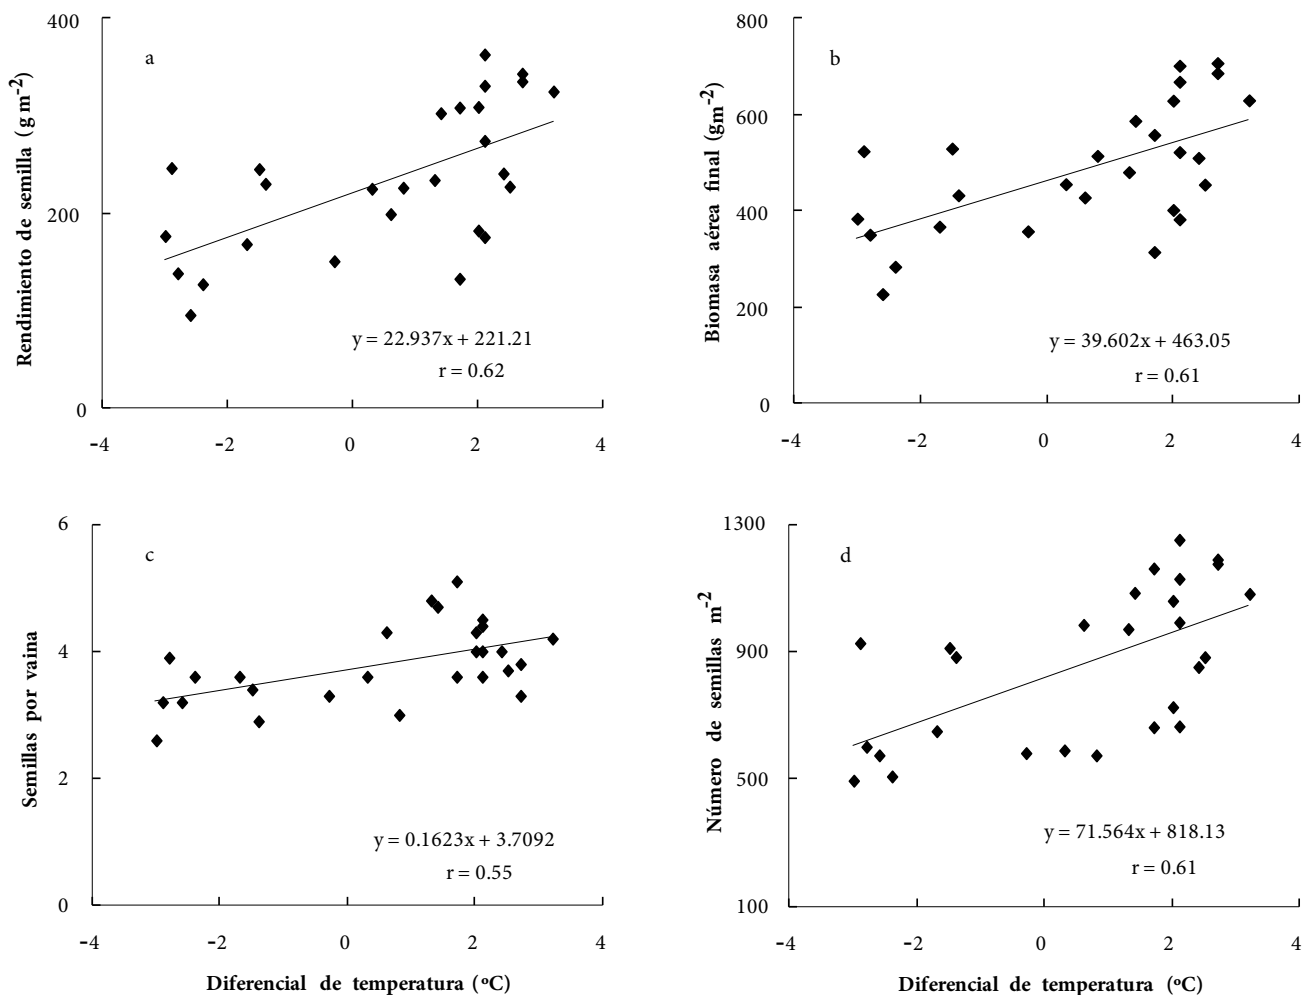 a
Rendimiento de semilla (g m-2)
400
200
0
-4 -2 0 2 4
y = 22.937x + 221.21
r = 0.62
b
Biomasa aérea final (gm-2)
800
600
400
200
0
-4 -2 0 2 4
y = 39.602x + 463.05
r = 0.61
c
Semillas por vaina
6
4
2
0
-4 -2 0 2 4
y = 0.1623x + 3.7092
r = 0.55
Diferencial de temperatura (ºC)
d
Número de semillas m-2
1300
900
500
100
-4 -2 0 2 4
y = 71.564x + 818.13
r = 0.61
Diferencial de temperatura (ºC)